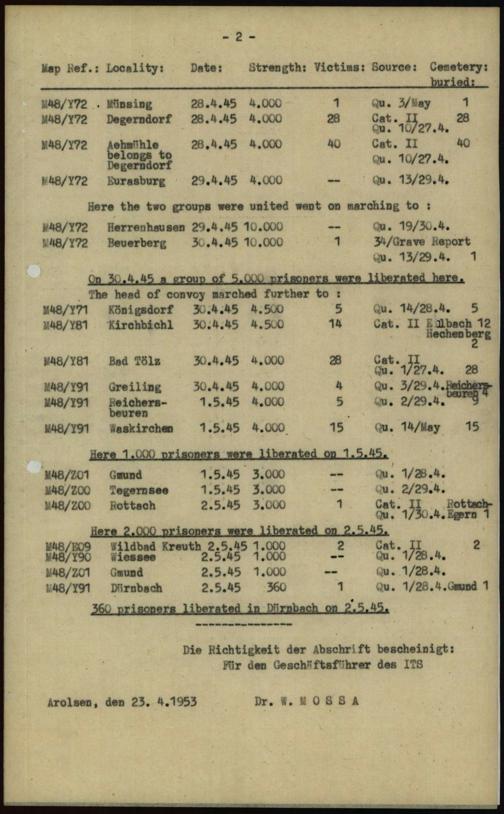 - 2 -
Map Ref.: Locality: Date: Strength: Victims: Source: Cemetery:
buried:
M48/Y72 Münsing 28.4.45 4.000 1 Qu. 3/May 1
M48/Y72 Degerndorf 28.4.45 4.000 28 Cat. II 28
Qu. 10/27.4.
M48/Y72 Aehmühle 28.4.45 4.000 40 Cat. II 40
belongs to Qu. 10/27.4.
Degerndorf
M48/Y72 Eurasburg 29.4.45 4.000 -- Qu. 13/29.4.
Here the two groups were united went on marching to :
M48/Y72 Herrenhausen 29.4.45 10.000 -- Qu. 19/30.4.
M48/Y72 Beuerberg 30.4.45 10.000 1 34/Grave Report
Qu. 13/29.4. 1
On 30.4.45 a group of 5.000 prisoners were liberated here.
The head of convoy marched further to :
M48/Y71 Königsdorf 30.4.45 4.500 5 Qu. 14/28.4. 5
M48/Y81 Kirchbichl 30.4.45 4.500 14 Cat. II Ellbach 12
Hechenberg
2
M48/Y81 Bad Tölz 30.4.45 4.000 28 Cat. II
Qu. 1/27.4. 28
M48/Y91 Greiling 30.4.45 4.000 4 Qu. 3/29.4. Reichers-
beuren 4
M48/Y91 Reichers- 1.5.45 4.000 5 Qu. 2/29.4. 9
beuren
M48/Y91 Waskirchen 1.5.45 4.000 15 Qu. 14/May 15
Here 1.000 prisoners were liberated on 1.5.45.
M48/Z01 Gmund 1.5.45 3.000 -- Qu. 1/28.4.
M48/Z00 Tegernsee 1.5.45 3.000 -- Qu. 2/29.4.
M48/Z00 Rottach 2.5.45 3.000 1 Cat. II Rottach-
Qu. 1/30.4. Egern 1
Here 2.000 prisoners were liberated on 2.5.45.
M48/E09 Wildbad Kreuth 2.5.45 1.000 2 Cat. II 2
M48/Y90 Wiessee 2.5.45 1.000 -- Qu. 1/28.4.
M48/Z01 Gmund 2.5.45 1.000 -- Qu. 1/28.4.
M48/Y91 Dürnbach 2.5.45 360 1 Qu. 1/28.4. Gmund 1
360 prisoners liberated in Dürnbach on 2.5.45.
---------------
Die Richtigkeit der Abschrift bescheinigt:
Für den Geschäftsführer des ITS
Arolsen, den 23. 4.1953 Dr. W. MOSSA